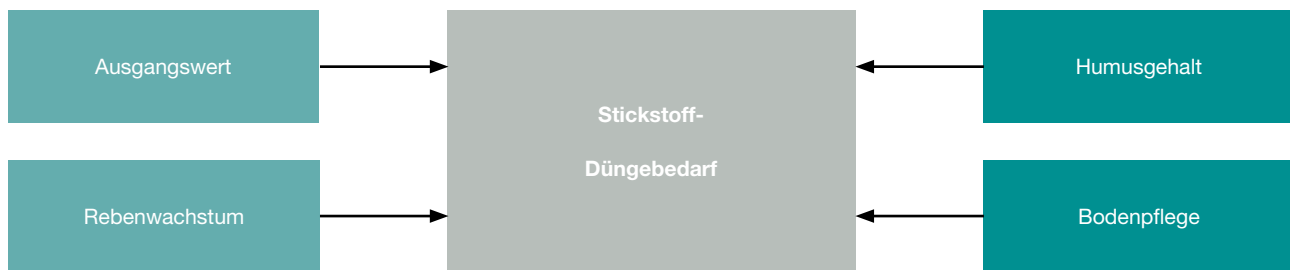 Ausgangswert
Rebenwachstum
Stickstoff-
Düngebedarf
Humusgehalt
Bodenpflege